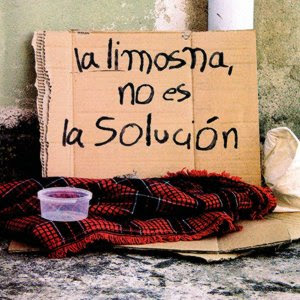 la limosna,
no es
la Solución